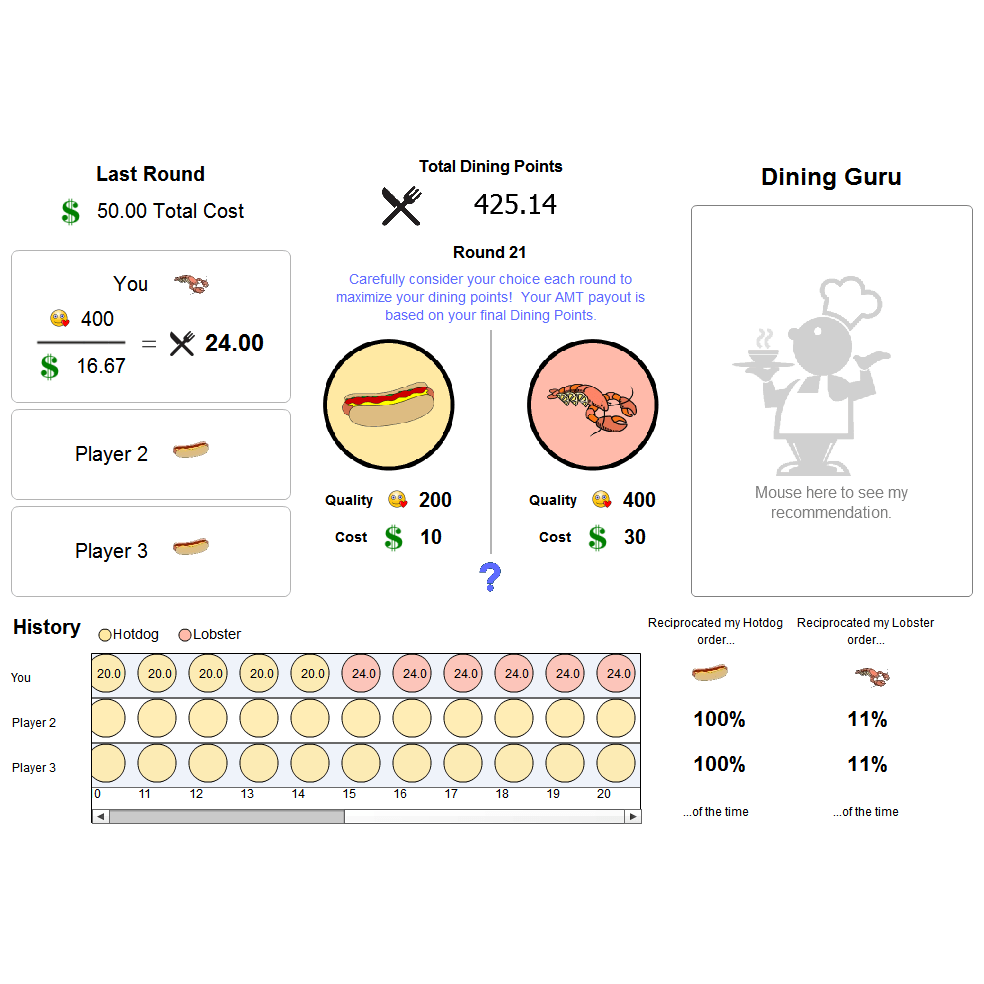 Last Round
$ 50.00 Total Cost
You
400
$ 16.67
= 24.00
Player 2
Player 3
Total Dining Points
425.14
Round 21
Carefully consider your choice each round to
maximize your dining points! Your AMT payout is
based on your final Dining Points.
Quality 200
Cost $ 10
Quality 400
Cost $ 30
?
Dining Guru
Mouse here to see my
recommendation.
History
Hotdog Lobster
You 20.0 20.0 20.0 20.0 20.0 24.0 24.0 24.0 24.0 24.0 24.0
Player 2
Player 3
0 11 12 13 14 15 16 17 18 19 20
Reciprocated my Hotdog
order...
100%
100%
...of the time
Reciprocated my Lobster
order...
11%
11%
...of the time